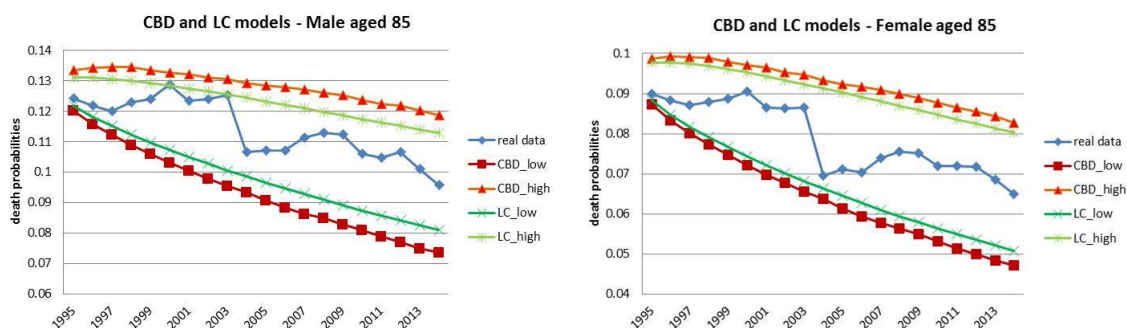 CBD and LC models - Male aged 85
death probabilities
0.14
0.13
0.12
0.11
0.1
0.09
0.08
0.07
0.06
1995
1997
1999
2001
2003
2005
2007
2009
2011
2013
real data
CBD_low
CBD_high
LC_low
LC_high
CBD and LC models - Female aged 85
death probabilities
0.1
0.09
0.08
0.07
0.06
0.05
0.04
1995
1997
1999
2001
2003
2005
2007
2009
2011
2013
real data
CBD_low
CBD_high
LC_low
LC_high